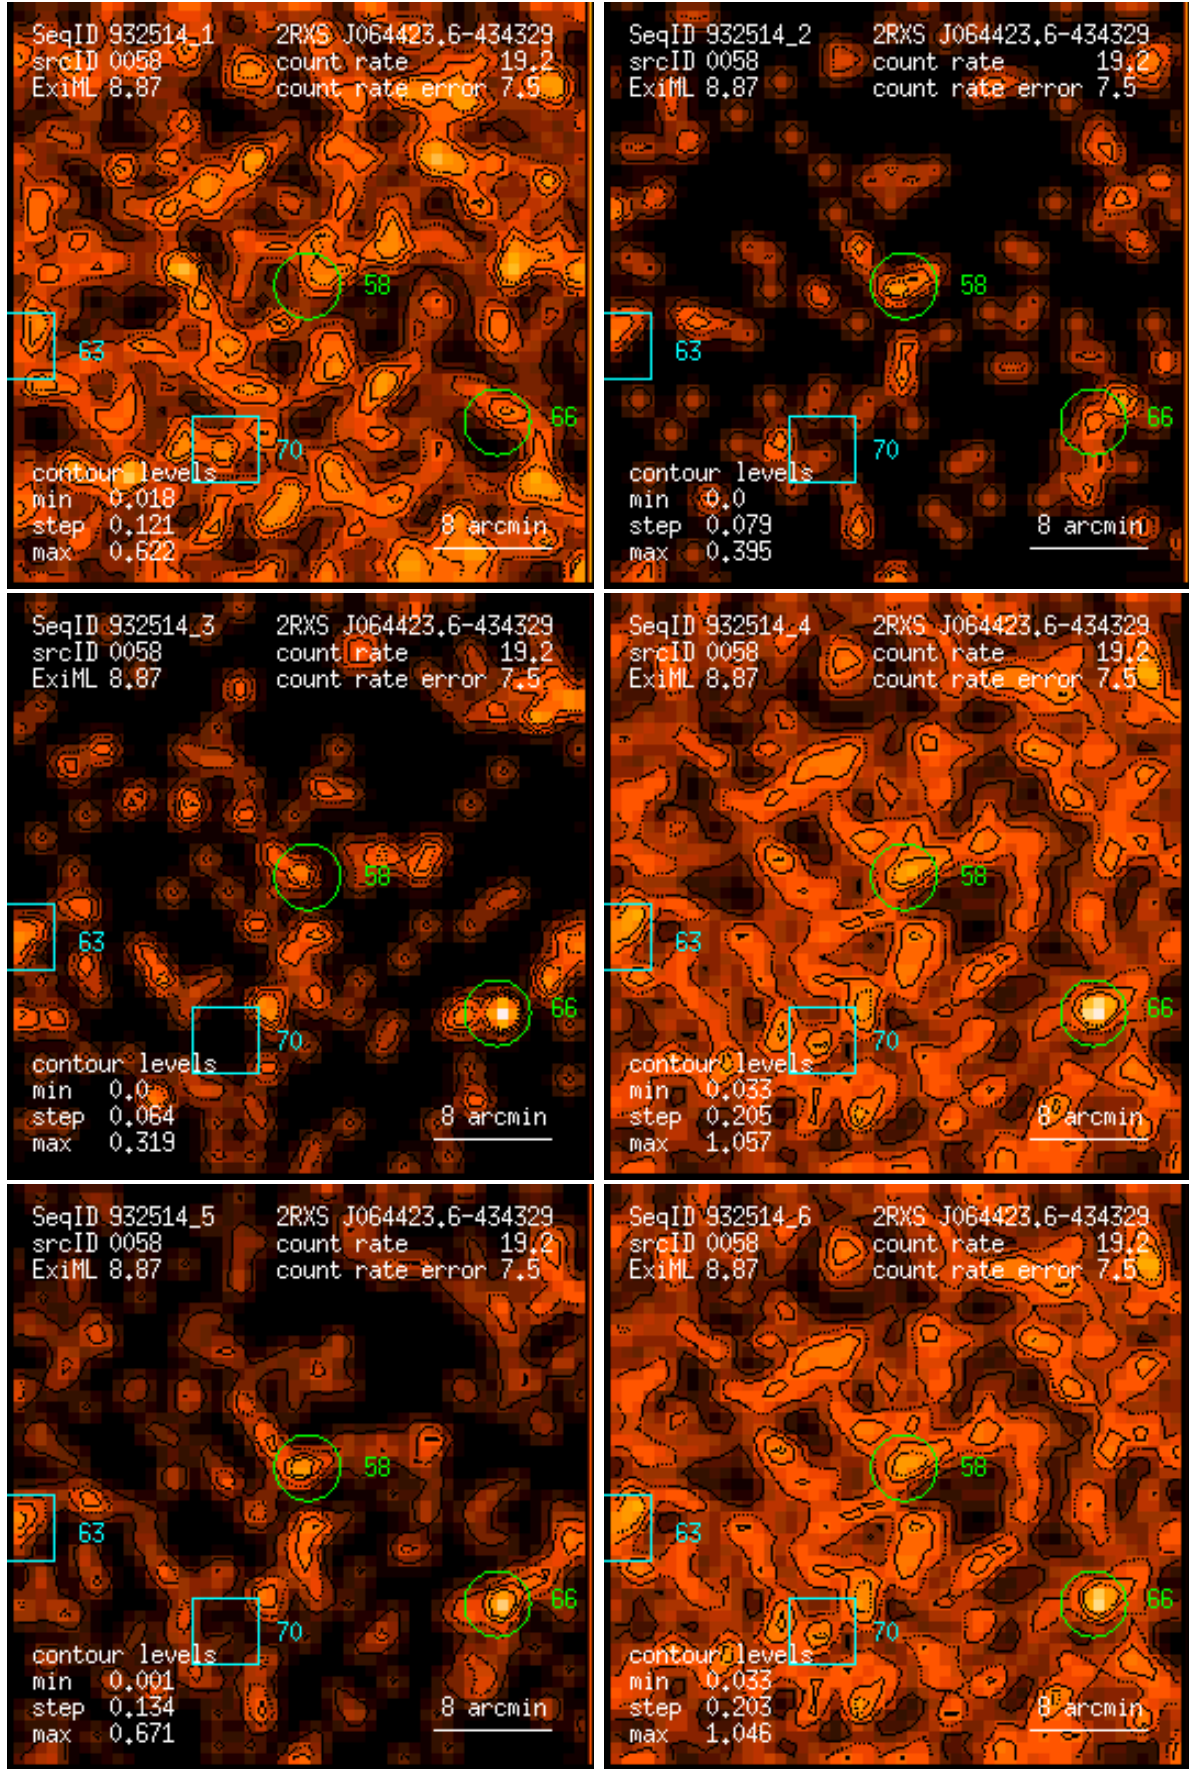 SeqID 932514_1 2RXS J064423.6-434329
srcID 0058 count rate 19.2
ExiML 8.87 count rate error 7.5
58
63
66
70
contour levels
min 0.018
step 0.121
max 0.622
8 arcmin
SeqID 932514_2 2RXS J064423.6-434329
srcID 0058 count rate 19.2
ExiML 8.87 count rate error 7.5
58
63
66
70
contour levels
min 0.0
step 0.079
max 0.395
8 arcmin
SeqID 932514_3 2RXS J064423.6-434329
srcID 0058 count rate 19.2
ExiML 8.87 count rate error 7.5
58
63
66
70
contour levels
min 0.0
step 0.064
max 0.319
8 arcmin
SeqID 932514_4 2RXS J064423.6-434329
srcID 0058 count rate 19.2
ExiML 8.87 count rate error 7.5
58
63
66
70
contour levels
min 0.033
step 0.205
max 1.057
8 arcmin
SeqID 932514_5 2RXS J064423.6-434329
srcID 0058 count rate 19.2
ExiML 8.87 count rate error 7.5
58
63
66
70
contour levels
min 0.001
step 0.134
max 0.671
8 arcmin
SeqID 932514_6 2RXS J064423.6-434329
srcID 0058 count rate 19.2
ExiML 8.87 count rate error 7.5
58
63
66
70
contour levels
min 0.033
step 0.203
max 1.046
8 arcmin